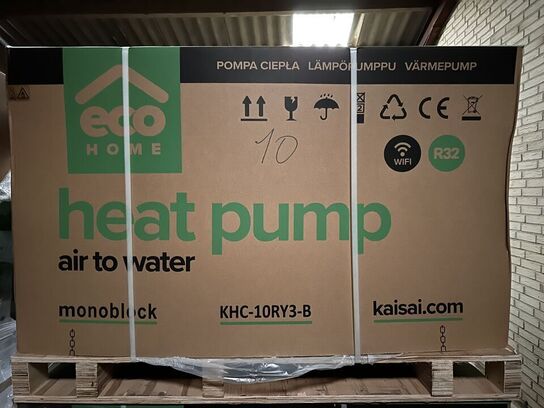 POMPA CIEPŁA LÄMPÖPUMPPU VÄRMEPUMP
eco
HOME
10
CE
WIFI
R32
heat pump
air to water
monoblock KHC-10RY3-B kaisai.com